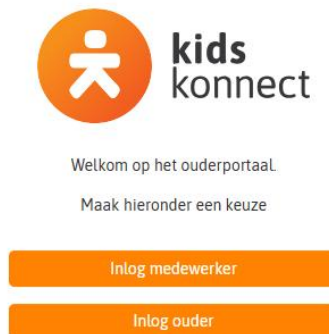 kids
konnect
Welkom op het ouderportaal.
Maak hieronder een keuze
Inlog medewerker
Inlog ouder